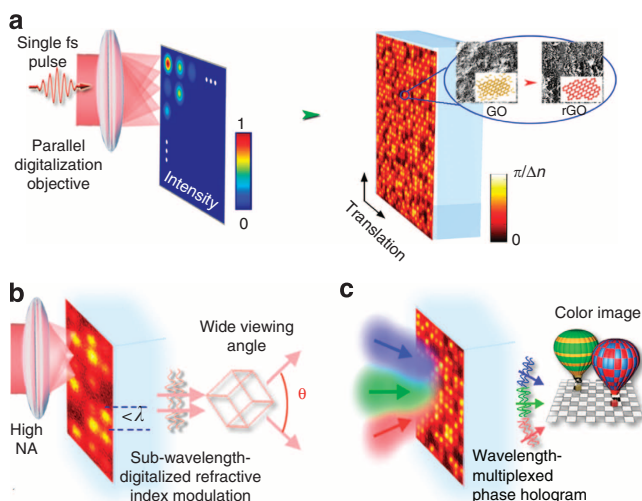 a
Single fs
pulse
Parallel
digitalization
objective
Intensity
1
0
GO
rGO
π/Δn
0
Translation
b
High
NA
<λ
Wide viewing
angle
θ
Sub-wavelength-
digitalized refractive
index modulation
c
Color image
Wavelength-
multiplexed
phase hologram